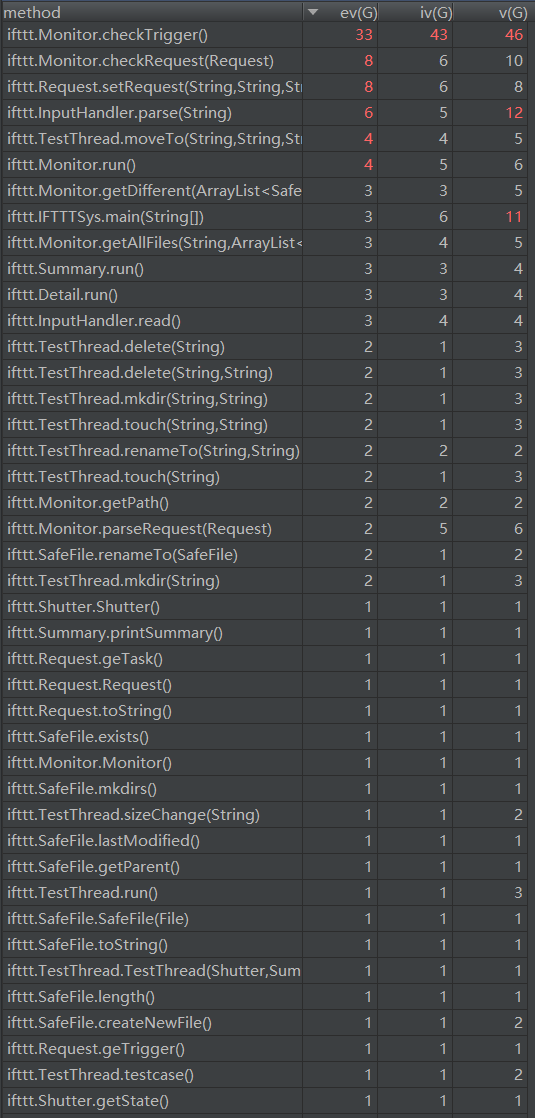 method ev(G) iv(G) v(G)
ifttt.Monitor.checkTrigger() 33 43 46
ifttt.Monitor.checkRequest(Request) 8 6 10
ifttt.Request.setRequest(String,String,Str 8 6 8
ifttt.InputHandler.parse(String) 6 5 12
ifttt.TestThread.moveTo(String,String,Str 4 4 5
ifttt.Monitor.run() 4 5 6
ifttt.Monitor.getDifferent(ArrayList<Safe 3 3 5
ifttt.IFTTTSys.main(String[]) 3 6 11
ifttt.Monitor.getAllFiles(String,ArrayList< 3 4 5
ifttt.Summary.run() 3 3 4
ifttt.Detail.run() 3 3 4
ifttt.InputHandler.read() 3 4 4
ifttt.TestThread.delete(String) 2 1 3
ifttt.TestThread.delete(String,String) 2 1 3
ifttt.TestThread.mkdir(String,String) 2 1 3
ifttt.TestThread.touch(String,String) 2 1 3
ifttt.TestThread.renameTo(String,String) 2 2 2
ifttt.TestThread.touch(String) 2 1 3
ifttt.Monitor.getPath() 2 2 2
ifttt.Monitor.parseRequest(Request) 2 5 6
ifttt.SafeFile.renameTo(SafeFile) 2 1 2
ifttt.TestThread.mkdir(String) 2 1 3
ifttt.Shutter.Shutter() 1 1 1
ifttt.Summary.printSummary() 1 1 1
ifttt.Request.geTask() 1 1 1
ifttt.Request.Request() 1 1 1
ifttt.Request.toString() 1 1 1
ifttt.SafeFile.exists() 1 1 1
ifttt.Monitor.Monitor() 1 1 1
ifttt.SafeFile.mkdirs() 1 1 1
ifttt.TestThread.sizeChange(String) 1 1 2
ifttt.SafeFile.lastModified() 1 1 1
ifttt.SafeFile.getParent() 1 1 1
ifttt.TestThread.run() 1 1 3
ifttt.SafeFile.SafeFile(File) 1 1 1
ifttt.SafeFile.toString() 1 1 1
ifttt.TestThread.TestThread(Shutter,Sum 1 1 1
ifttt.SafeFile.length() 1 1 1
ifttt.SafeFile.createNewFile() 1 1 2
ifttt.Request.geTrigger() 1 1 1
ifttt.TestThread.testcase() 1 1 2
ifttt.Shutter.getState() 1 1 1